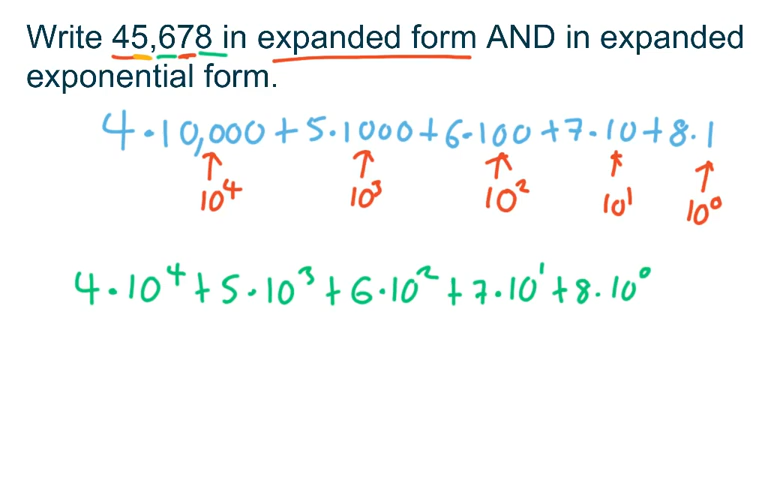 Write 45,678 in expanded form AND in expanded
exponential form.
4·10,000+5·1000+6·100+7·10+8·1
10⁴ 10³ 10² 10¹ 10⁰
4·10⁴+5·10³+6·10²+7·10¹+8·10⁰